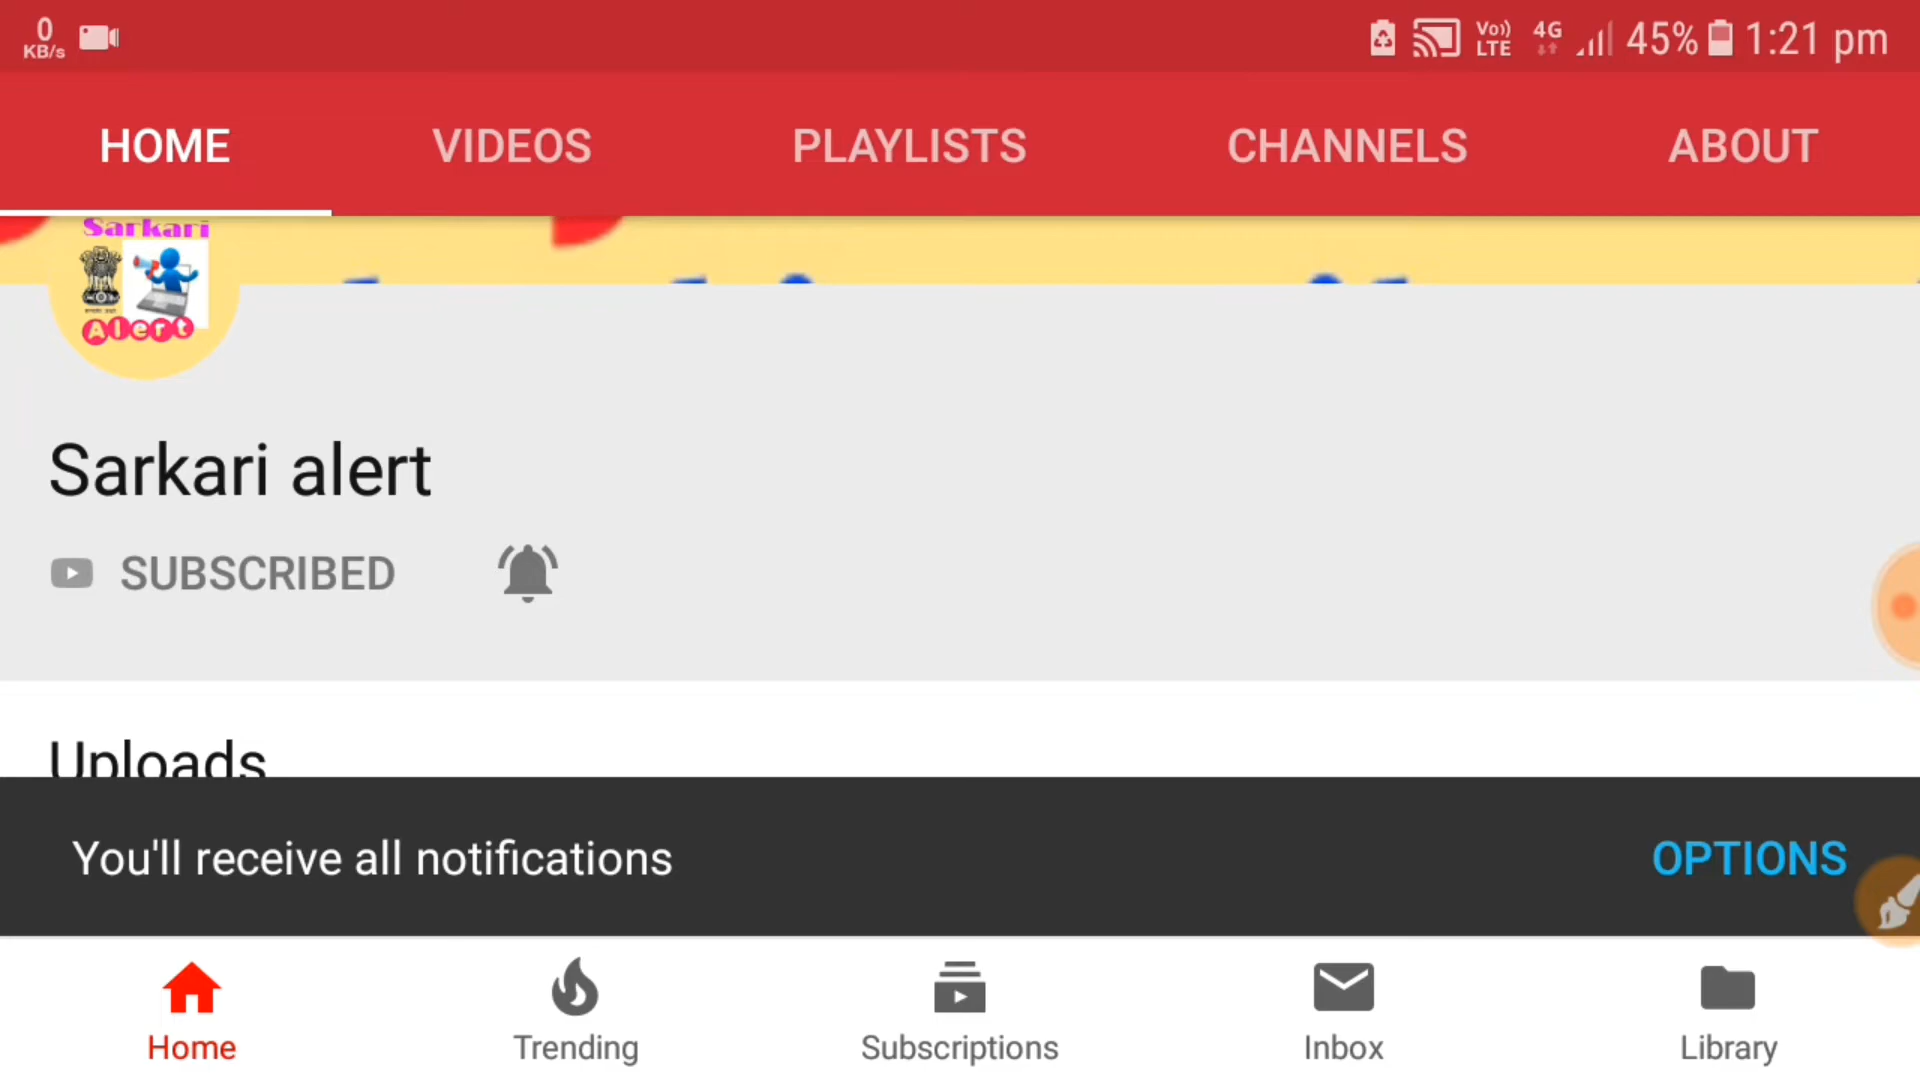 0
KB/s
Vo)) LTE 4G 45% 1:21 pm
HOME VIDEOS PLAYLISTS CHANNELS ABOUT
Sarkari
Alert
Sarkari alert
SUBSCRIBED
Uploads
You'll receive all notifications OPTIONS
Home Trending Subscriptions Inbox Library